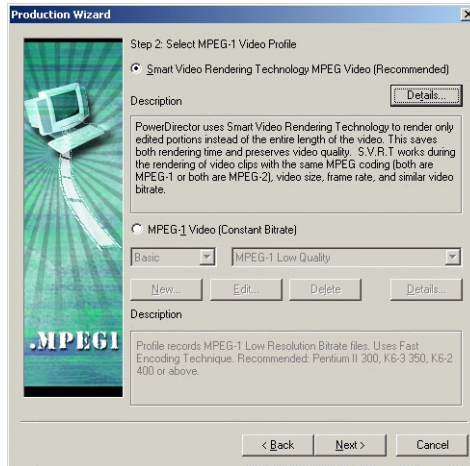 Production Wizard
Step 2: Select MPEG-1 Video Profile
Smart Video Rendering Technology MPEG Video (Recommended)
Details...
Description
PowerDirector uses Smart Video Rendering Technology to render only
edited portions instead of the entire length of the video. This saves
both rendering time and preserves video quality. S.V.R.T works during
the rendering of video clips with the same MPEG coding (both are
MPEG-1 or both are MPEG-2), video size, frame rate, and similar video
bitrate.
MPEG-1 Video (Constant Bitrate)
Basic
MPEG-1 Low Quality
New...
Edit...
Delete
Details...
Description
Profile records MPEG-1 Low Resolution Bitrate files. Uses Fast
Encoding Technique. Recommended: Pentium II 300, K6-3 350, K6-2
400 or above.
.MPEG1
< Back
Next >
Cancel